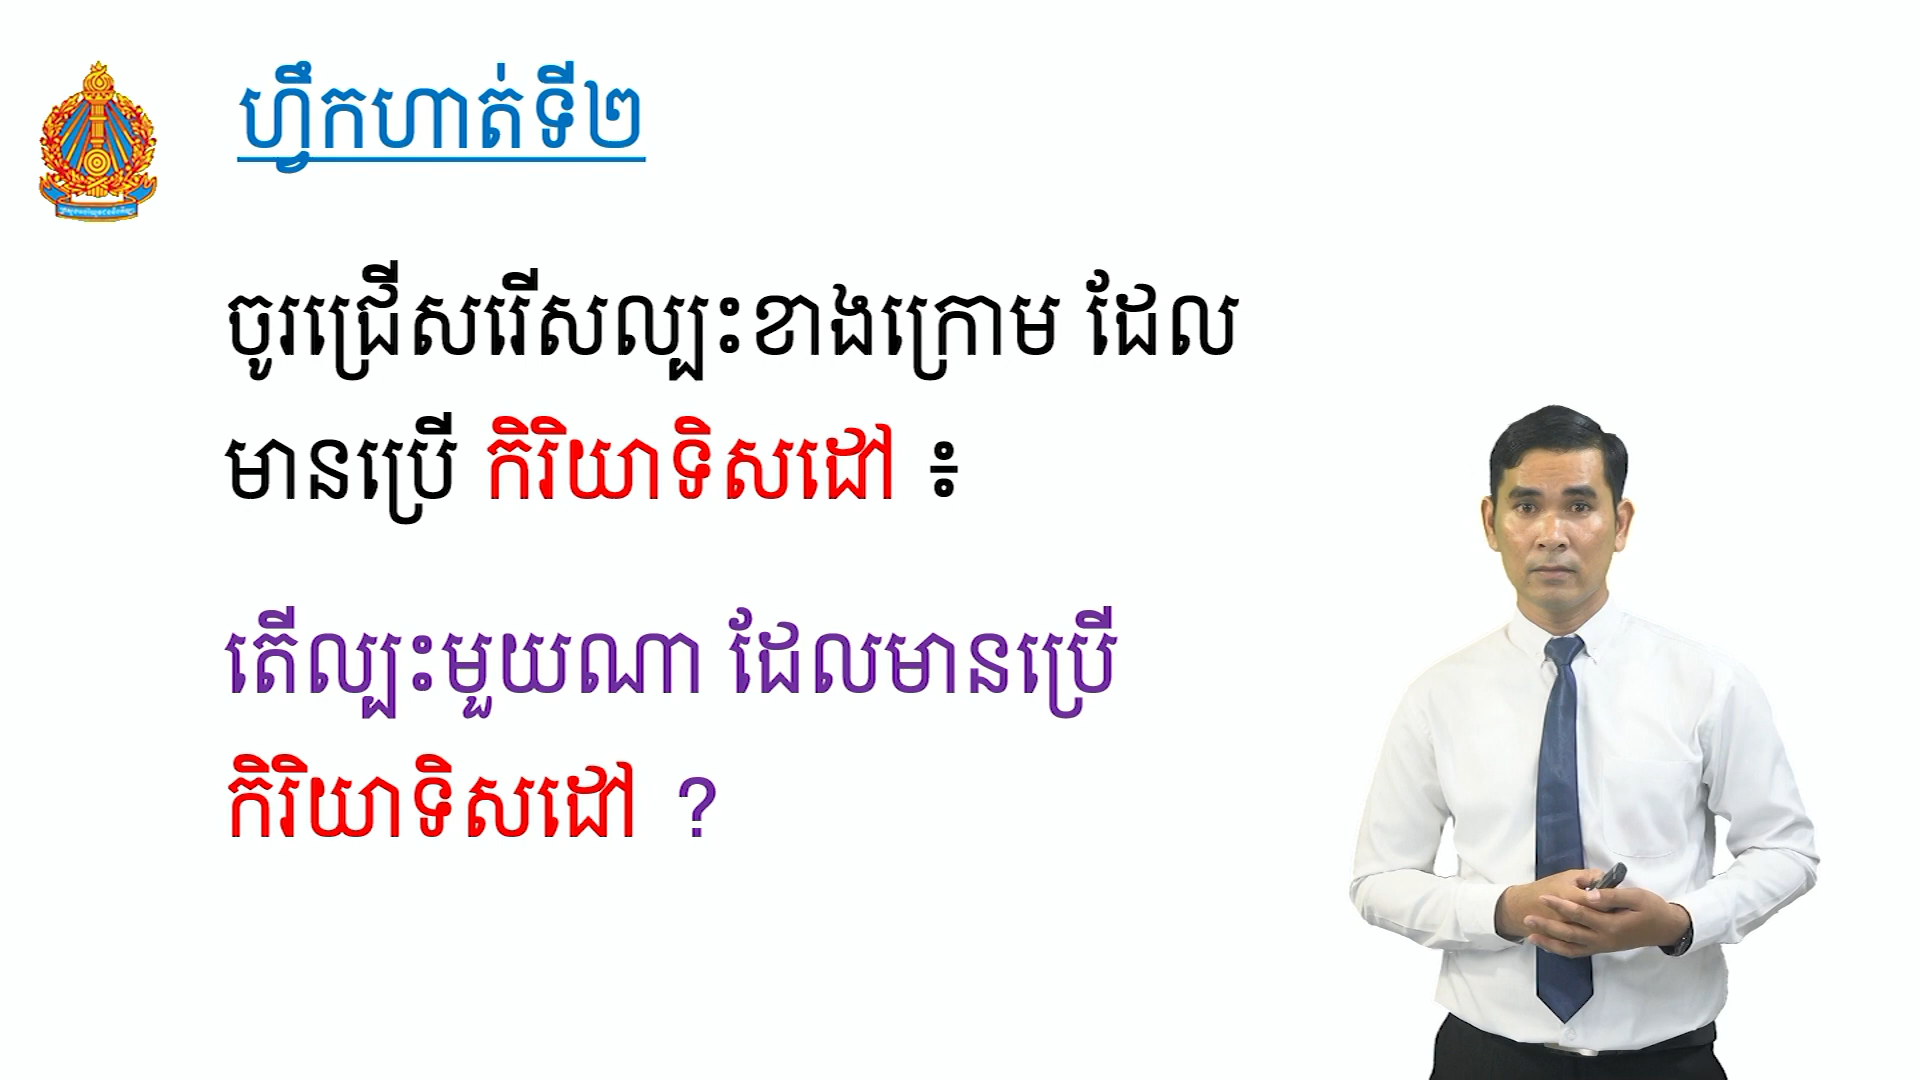 ហ្វឹកហាត់ទី២
ចូរជ្រើសរើសល្បះខាងក្រោម ដែល
មានប្រើ កិរិយាទិសដៅ ៖
តើល្បះមួយណា ដែលមានប្រើ
កិរិយាទិសដៅ ?